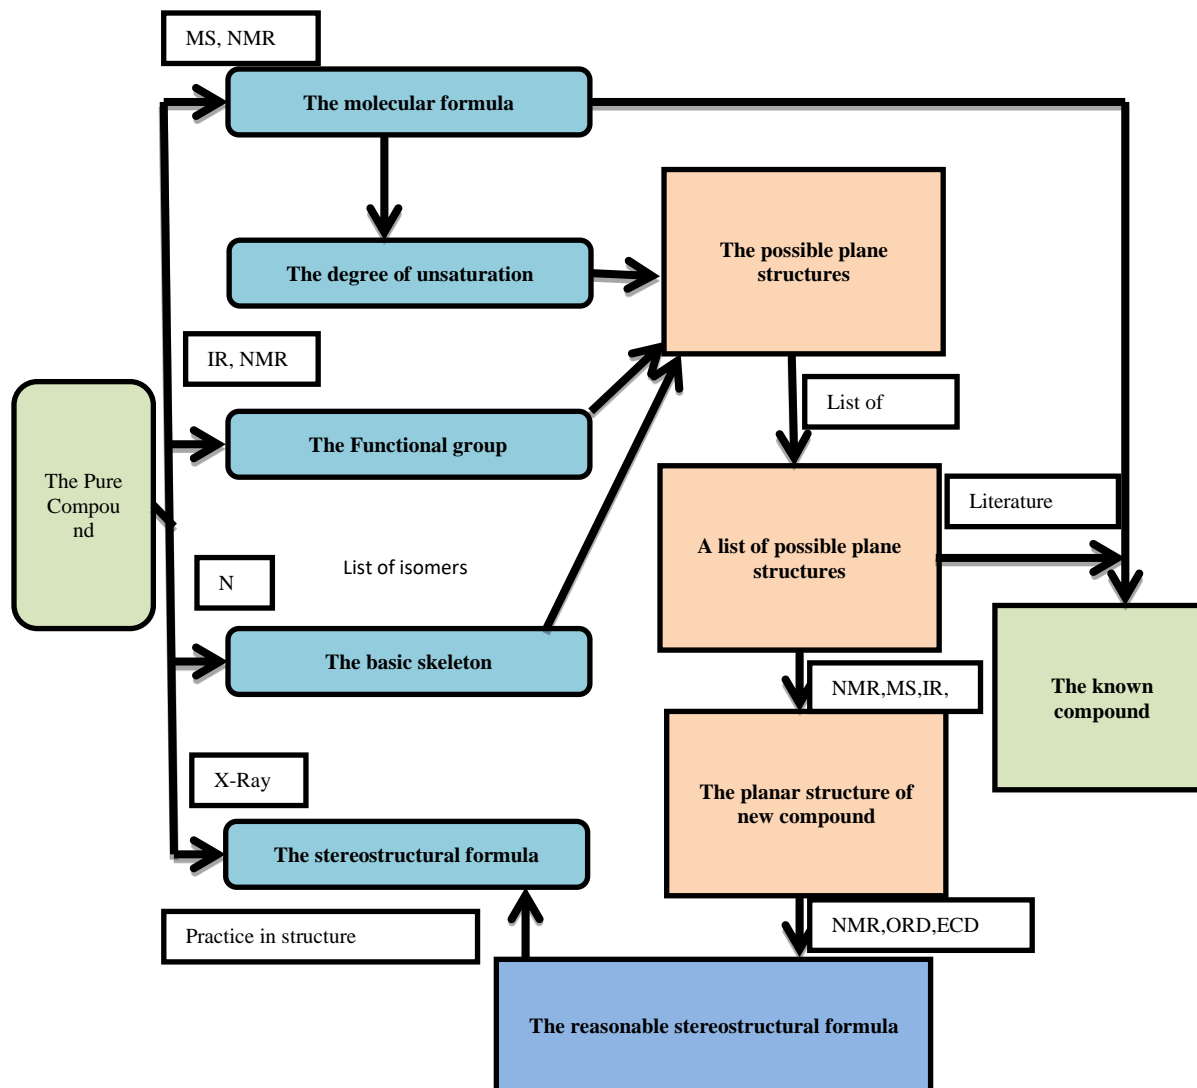 MS, NMR
The molecular formula
The degree of unsaturation
The possible plane
structures
IR, NMR
The Functional group
List of
The Pure
Compou
nd
Literature
A list of possible plane
structures
List of isomers
N
The basic skeleton
NMR,MS,IR,
The known
compound
X-Ray
The planar structure of
new compound
The stereostructural formula
Practice in structure
NMR,ORD,ECD
The reasonable stereostructural formula